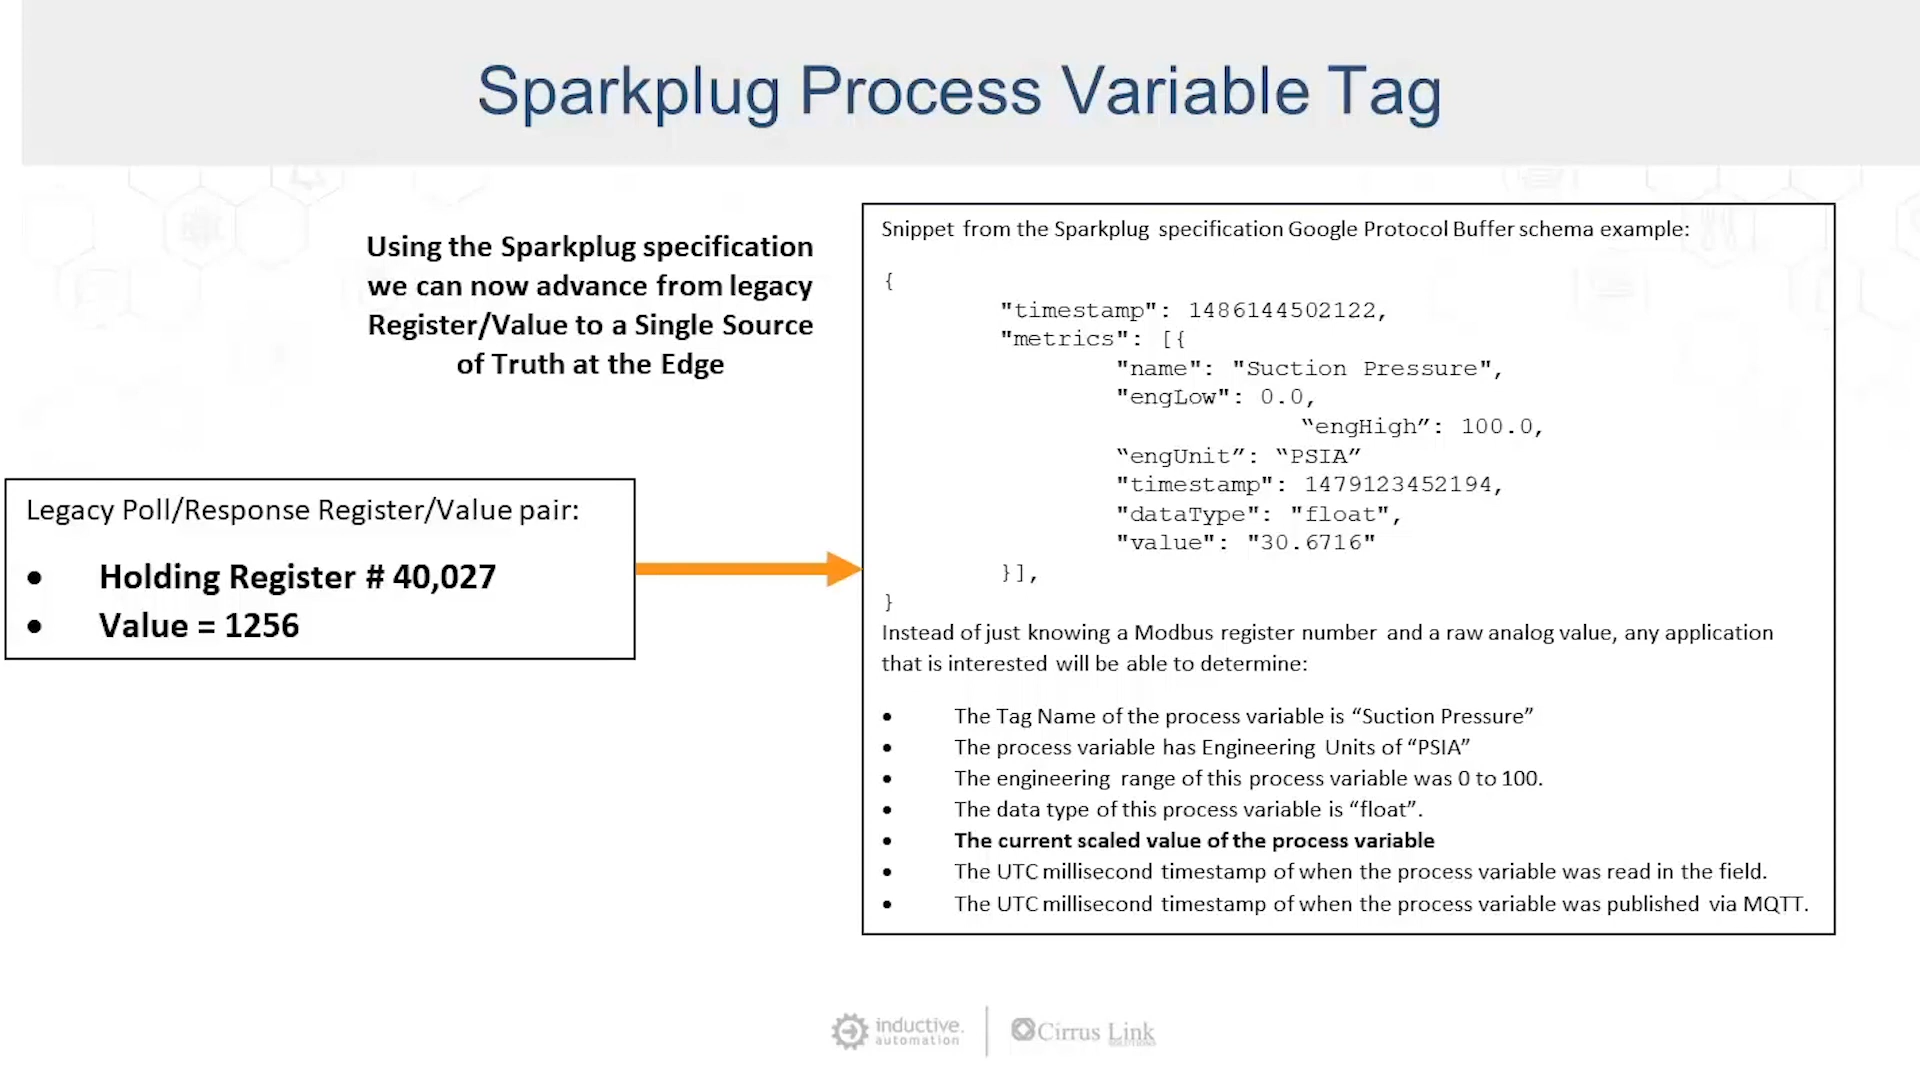 Sparkplug Process Variable Tag
Using the Sparkplug specification
we can now advance from legacy
Register/Value to a Single Source
of Truth at the Edge
Legacy Poll/Response Register/Value pair:
• Holding Register # 40,027
• Value = 1256
Snippet from the Sparkplug specification Google Protocol Buffer schema example:
{
"timestamp": 1486144502122,
"metrics": [{
"name": "Suction Pressure",
"engLow": 0.0,
“engHigh”: 100.0,
“engUnit”: “PSIA”
"timestamp": 1479123452194,
"dataType": "float",
"value": "30.6716"
}],
}
Instead of just knowing a Modbus register number and a raw analog value, any application
that is interested will be able to determine:
• The Tag Name of the process variable is “Suction Pressure”
• The process variable has Engineering Units of “PSIA”
• The engineering range of this process variable was 0 to 100.
• The data type of this process variable is “float”.
• The current scaled value of the process variable
• The UTC millisecond timestamp of when the process variable was read in the field.
• The UTC millisecond timestamp of when the process variable was published via MQTT.
inductive.
automation
Cirrus Link
SOLUTIONS